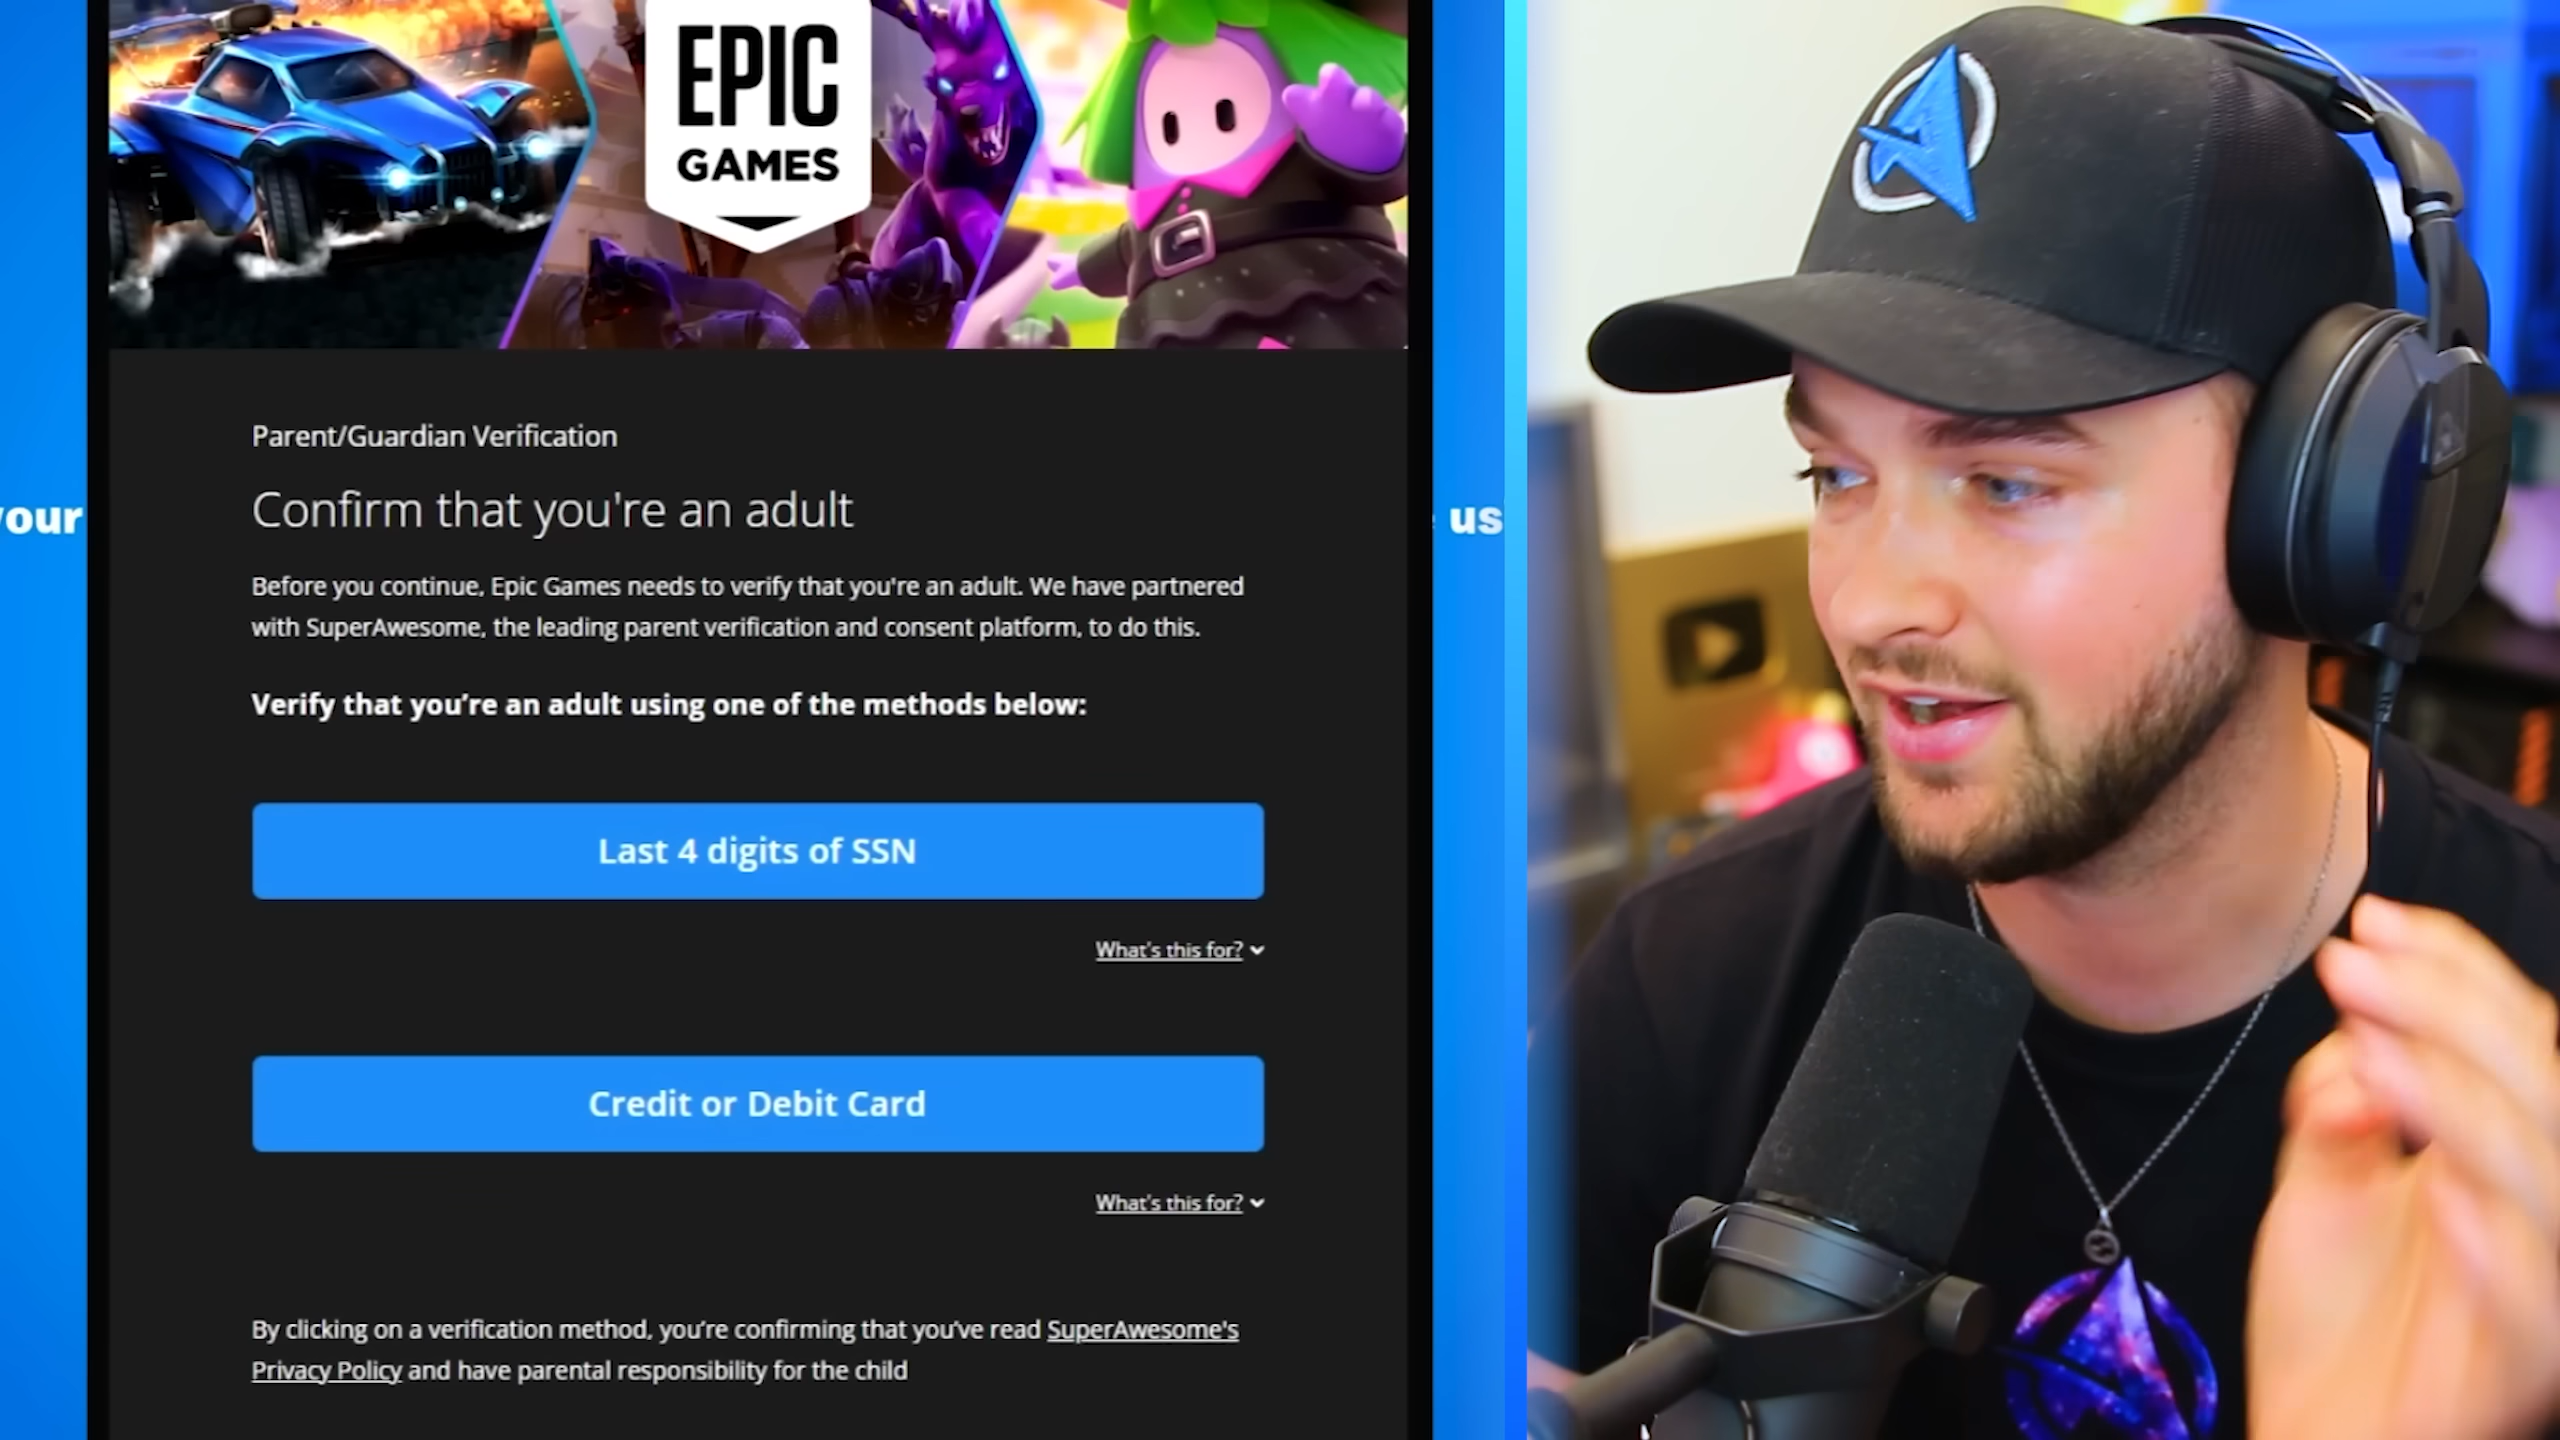 EPIC
GAMES
Parent/Guardian Verification
Confirm that you're an adult
Before you continue, Epic Games needs to verify that you're an adult. We have partnered
with SuperAwesome, the leading parent verification and consent platform, to do this.
your
us
Verify that you’re an adult using one of the methods below:
Last 4 digits of SSN
What's this for?
Credit or Debit Card
What's this for?
By clicking on a verification method, you’re confirming that you’ve read SuperAwesome's
Privacy Policy and have parental responsibility for the child